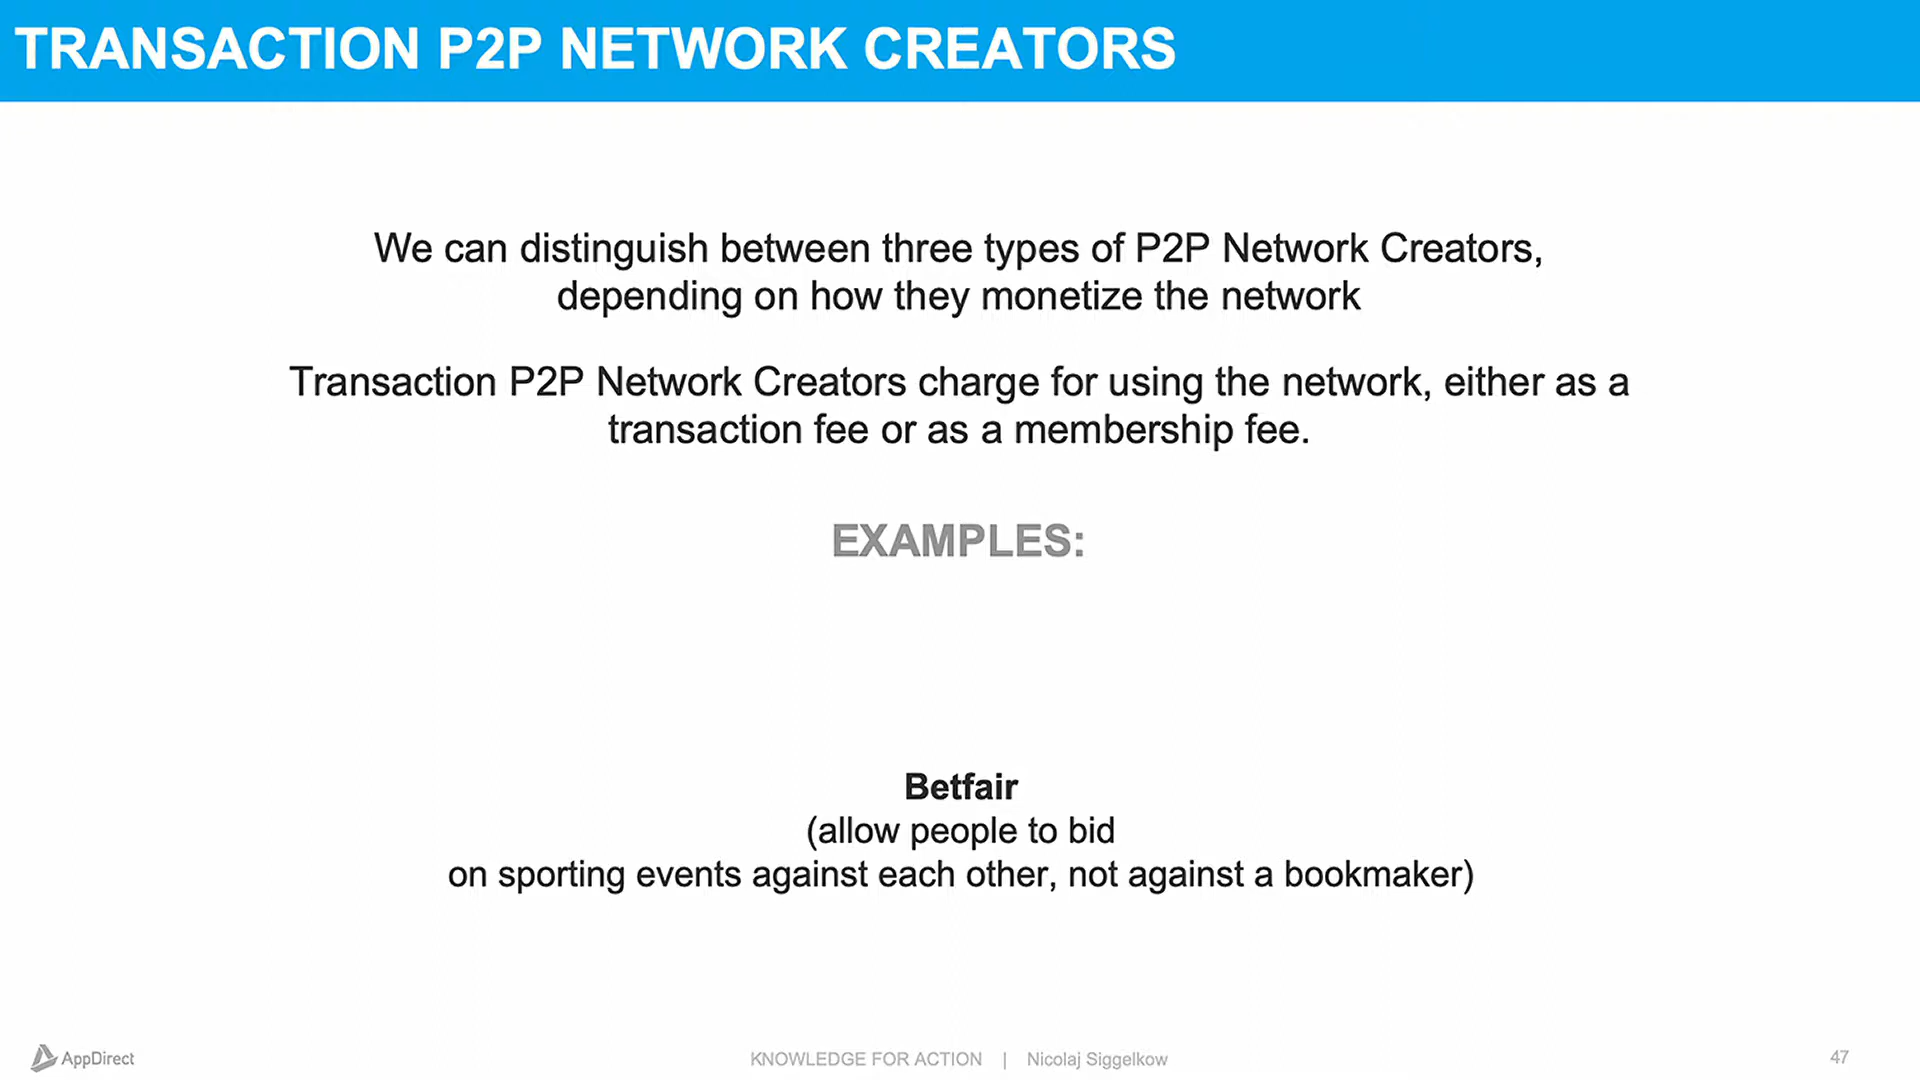 TRANSACTION P2P NETWORK CREATORS
We can distinguish between three types of P2P Network Creators,
depending on how they monetize the network
Transaction P2P Network Creators charge for using the network, either as a
transaction fee or as a membership fee.
EXAMPLES:
Betfair
(allow people to bid
on sporting events against each other, not against a bookmaker)
AppDirect
KNOWLEDGE FOR ACTION | Nicolaj Siggelkow
47